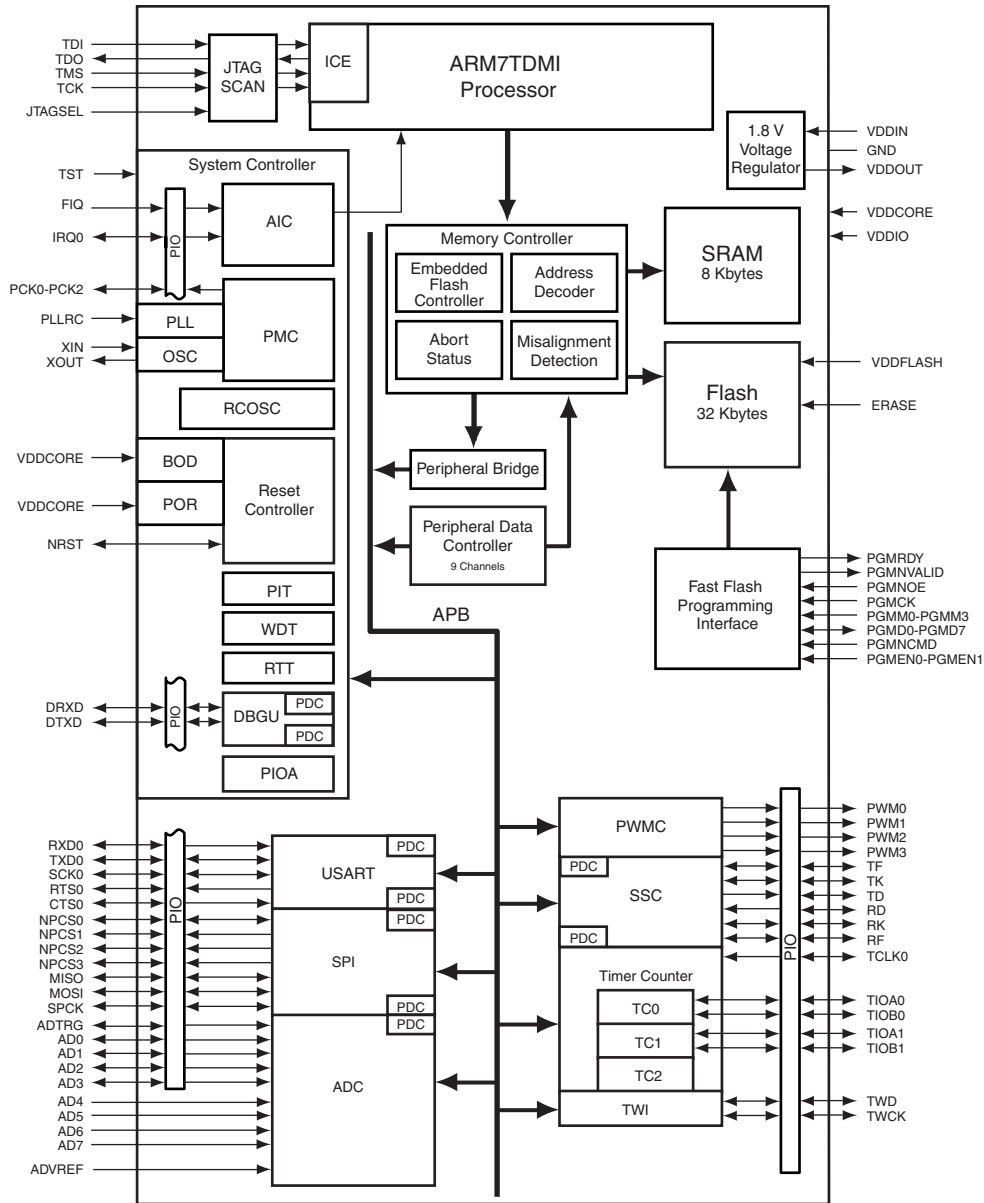 TDI
TDO
TMS
TCK
JTAGSEL
JTAG
SCAN
ICE
ARM7TDMI
Processor
1.8 V
Voltage
Regulator
VDDIN
GND
VDDOUT
VDDCORE
VDDIO
System Controller
TST
FIQ
IRQ0
PIO
AIC
PCK0-PCK2
PLLRC
XIN
XOUT
PLL
OSC
PMC
RCOSC
VDDCORE
BOD
VDDCORE
POR
Reset
Controller
NRST
PIT
WDT
RTT
DRXD
DTXD
PIO
DBGU
PDC
PDC
PIOA
Memory Controller
Embedded
Flash
Controller
Address
Decoder
Abort
Status
Misalignment
Detection
SRAM
8 Kbytes
Flash
32 Kbytes
VDDFLASH
ERASE
Peripheral Bridge
Peripheral Data
Controller
9 Channels
APB
Fast Flash
Programming
Interface
PGMRDY
PGMNVALID
PGMNOE
PGMCK
PGMM0-PGMM3
PGMD0-PGMD7
PGMNCMD
PGMEN0-PGMEN1
RXD0
TXD0
SCK0
RTS0
CTS0
NPCS0
NPCS1
NPCS2
NPCS3
MISO
MOSI
SPCK
ADTRG
AD0
AD1
AD2
AD3
AD4
AD5
AD6
AD7
ADVREF
PIO
PDC
USART
PDC
PDC
SPI
PDC
PDC
ADC
PWMC
PDC
SSC
PDC
Timer Counter
TC0
TC1
TC2
TWI
PIO
PWM0
PWM1
PWM2
PWM3
TF
TK
TD
RD
RK
RF
TCLK0
TIOA0
TIOB0
TIOA1
TIOB1
TWD
TWCK